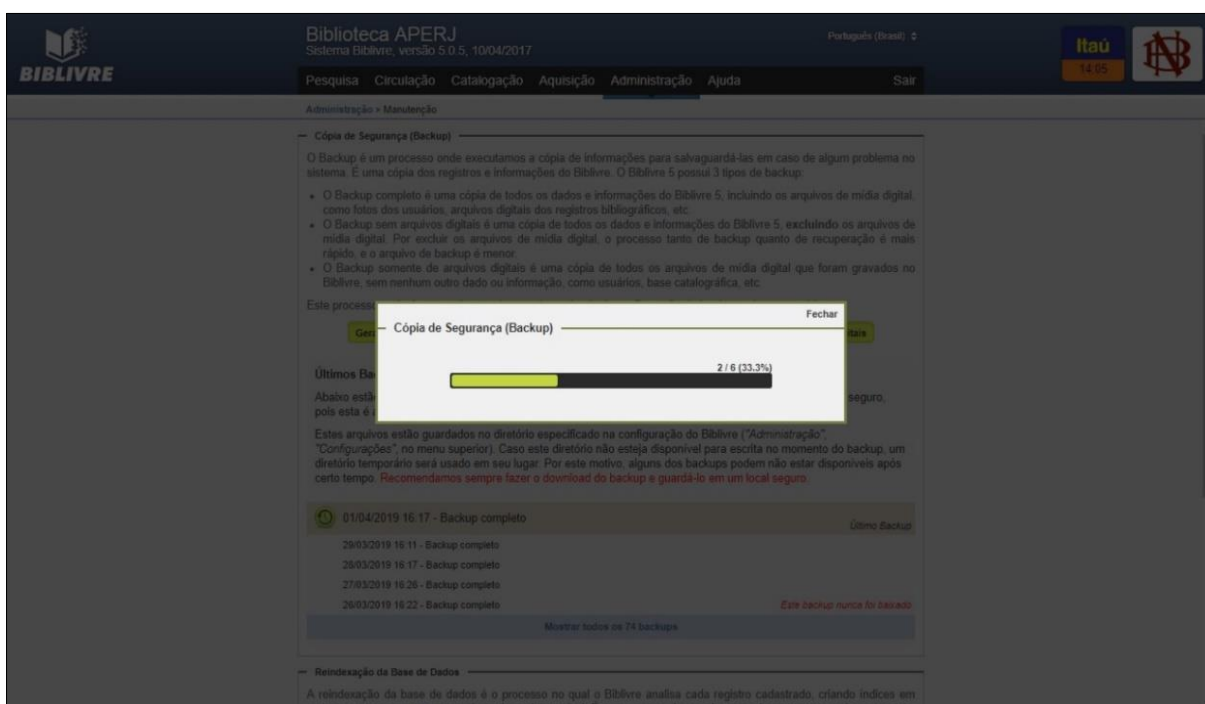 BIBLIVRE
Biblioteca APERJ
Sistema Biblivre, versão 5.0.5, 10/04/2017
Português (Brasil)
Itaú
14:05
Pesquisa Circulação Catalogação Aquisição Administração Ajuda Sair
Administração » Manutenção
Cópia de Segurança (Backup)
O Backup é um processo onde executamos a cópia de informações para salvaguardá-las em caso de algum problema no
sistema. É uma cópia dos registros e informações do Biblivre. O Biblivre 5 possui 3 tipos de backup:
• O Backup completo é uma cópia de todos os dados e informações do Biblivre 5, incluindo os arquivos de mídia digital,
como fotos dos usuários, arquivos digitais dos registros bibliográficos, etc.
• O Backup sem arquivos digitais é uma cópia de todos os dados e informações do Biblivre 5, excluindo os arquivos de
mídia digital. Por excluir os arquivos de mídia digital, o processo tanto de backup quanto de recuperação é mais
rápido, e o arquivo de backup é menor.
• O Backup somente de arquivos digitais é uma cópia de todos os arquivos de mídia digital que foram gravados no
Biblivre, sem nenhum outro dado ou informação, como usuários, base catalográfica, etc.
Este processo
Fechar
Cópia de Segurança (Backup)
2 / 6 (33.3%)
Ger
itais
Últimos Ba
Abaixo estã
seguro,
pois esta é a
Estes arquivos estão guardados no diretório especificado na configuração do Biblivre ("Administração",
"Configurações", no menu superior). Caso este diretório não esteja disponível para escrita no momento do backup, um
diretório temporário será usado em seu lugar. Por este motivo, alguns dos backups podem não estar disponíveis após
certo tempo. Recomendamos sempre fazer o download do backup e guardá-lo em um local seguro.
01/04/2019 16:17 - Backup completo
Último Backup
29/03/2019 16:11 - Backup completo
28/03/2019 16:17 - Backup completo
27/03/2019 16:26 - Backup completo
26/03/2019 16:22 - Backup completo
Este backup nunca foi baixado
Mostrar todos os 74 backups
Reindexação da Base de Dados
A reindexação da base de dados é o processo no qual o Biblivre analisa cada registro cadastrado, criando índices em